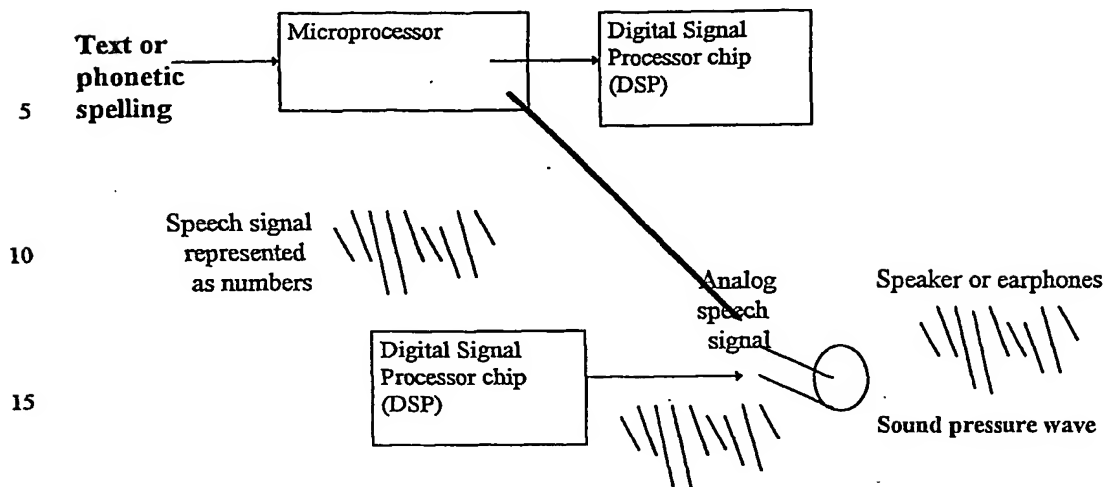 Text or
phonetic
5 spelling
Microprocessor
Digital Signal
Processor chip
(DSP)
Speech signal
10 represented
as numbers
Analog
speech
signal
Speaker or earphones
Digital Signal
Processor chip
15 (DSP)
Sound pressure wave